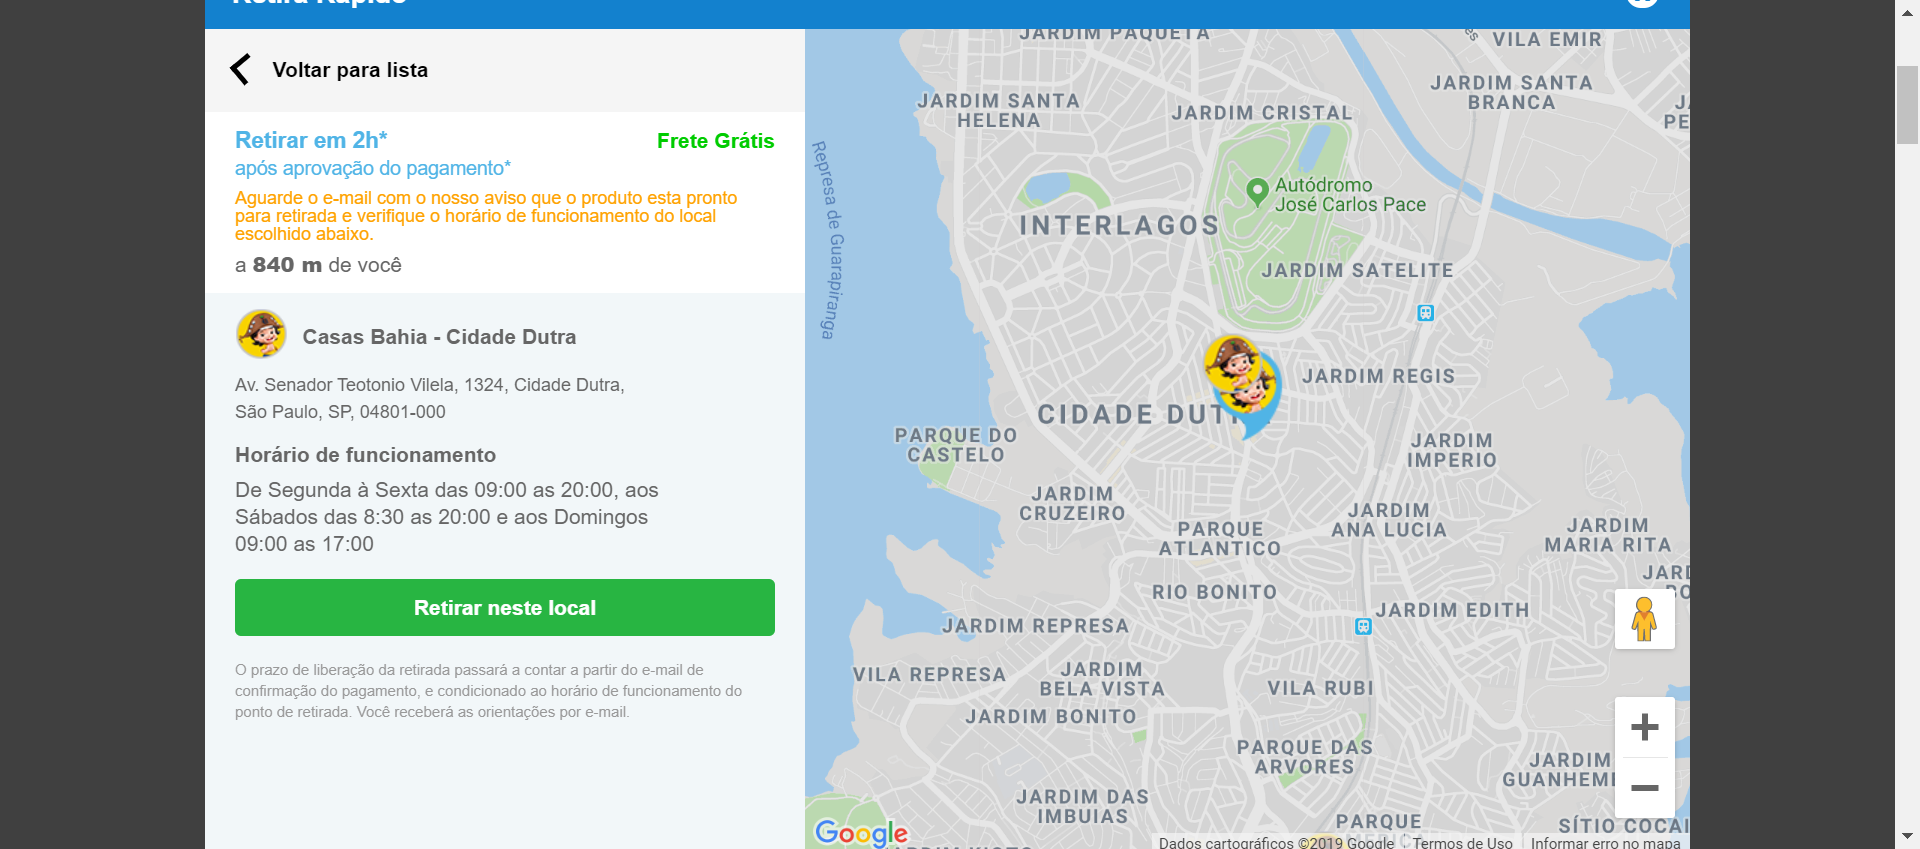 Retira Rápido
Voltar para lista
Retirar em 2h*
Frete Grátis
após aprovação do pagamento*
Aguarde o e-mail com o nosso aviso que o produto esta pronto
para retirada e verifique o horário de funcionamento do local
escolhido abaixo.
a 840 m de você
Casas Bahia - Cidade Dutra
Av. Senador Teotonio Vilela, 1324, Cidade Dutra,
São Paulo, SP, 04801-000
Horário de funcionamento
De Segunda à Sexta das 09:00 as 20:00, aos
Sábados das 8:30 as 20:00 e aos Domingos
09:00 as 17:00
Retirar neste local
O prazo de liberação da retirada passará a contar a partir do e-mail de
confirmação do pagamento, e condicionado ao horário de funcionamento do
ponto de retirada. Você receberá as orientações por e-mail.
JARDIM PAQUETA
VILA EMIR
JARDIM SANTA
BRANCA
JARDIM SANTA
HELENA
JARDIM CRISTAL
Represa de Guarapiranga
Autódromo
José Carlos Pace
INTERLAGOS
JARDIM SATELITE
JARDIM REGIS
CIDADE DUT
PARQUE DO
CASTELO
JARDIM
IMPERIO
JARDIM
CRUZEIRO
JARDIM
ANA LUCIA
PARQUE
ATLANTICO
JARDIM
MARIA RITA
RIO BONITO
JARDIM EDITH
JARDIM REPRESA
VILA REPRESA
JARDIM
BELA VISTA
VILA RUBI
JARDIM BONITO
PARQUE DAS
ARVORES
JARDIM
GUANHEM
JARDIM DAS
IMBUIAS
PARQUE
SÍTIO COCAI
Google
Dados cartográficos ©2019 Google
Termos de Uso
Informar erro no mapa